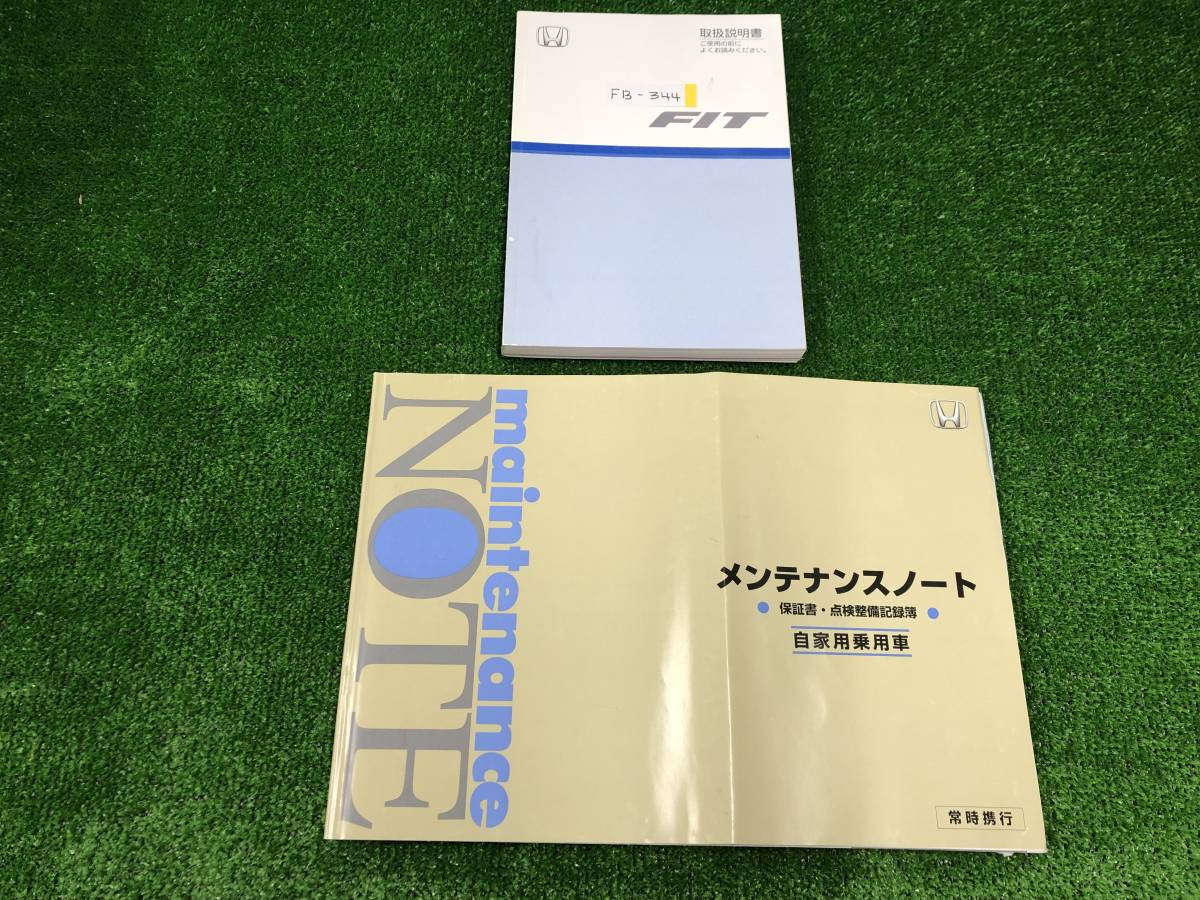 取扱説明書
ご使用の前に
よくお読みください。
FB-344
FIT
maintenance
NOTE
メンテナンスノート
● 保証書・点検整備記録簿 ●
自家用乗用車
常時携行